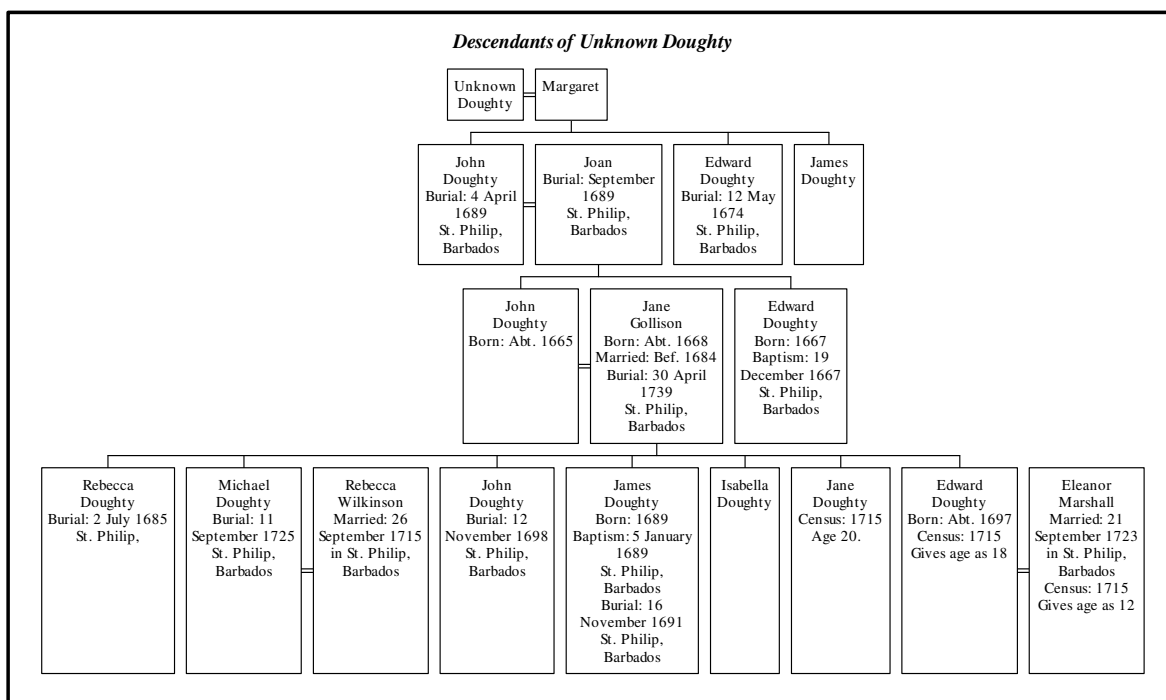 Descendants of Unknown Doughty
Unknown
Doughty
Margaret
John
Doughty
Burial: 4 April
1689
St. Philip,
Barbados
Joan
Burial: September
1689
St. Philip,
Barbados
Edward
Doughty
Burial: 12 May
1674
St. Philip,
Barbados
James
Doughty
John
Doughty
Born: Abt. 1665
Jane
Gollison
Born: Abt. 1668
Married: Bef. 1684
Burial: 30 April
1739
St. Philip,
Barbados
Edward
Doughty
Born: 1667
Baptism: 19
December 1667
St. Philip,
Barbados
Rebecca
Doughty
Burial: 2 July 1685
St. Philip,
Michael
Doughty
Burial: 11
September 1725
St. Philip,
Barbados
Rebecca
Wilkinson
Married: 26
September 1715
in St. Philip,
Barbados
John
Doughty
Burial: 12
November 1698
St. Philip,
Barbados
James
Doughty
Born: 1689
Baptism: 5 January
1689
St. Philip,
Barbados
Burial: 16
November 1691
St. Philip,
Barbados
Isabella
Doughty
Jane
Doughty
Census: 1715
Age 20.
Edward
Doughty
Born: Abt. 1697
Census: 1715
Gives age as 18
Eleanor
Marshall
Married: 21
September 1723
in St. Philip,
Barbados
Census: 1715
Gives age as 12